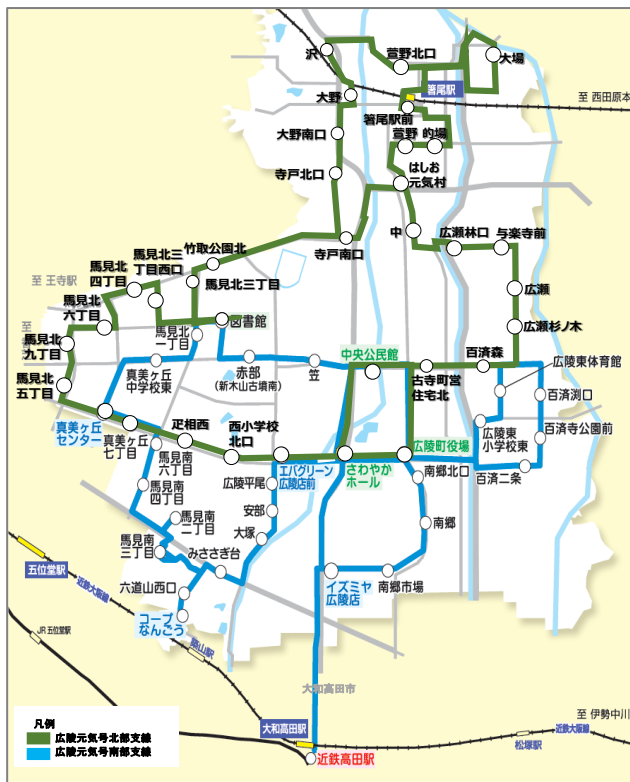 沢
萱野北口
大場
箸尾駅
大野
至 西田原本
箸尾駅前
大野南口
萱野 的場
はしお
元気村
寺戸北口
中
広瀬林口
与楽寺前
寺戸南口
竹取公園北
馬見北三
丁目西口
馬見北
四丁目
至 王寺駅
馬見北三丁目
広瀬
馬見北
六丁目
図書館
広瀬杉ノ木
馬見北
一丁目
至
馬見北
九丁目
中央公民館
広陵東体育館
真美ヶ丘
中学校東
赤部
(新木山古墳南)
笠
百済森
馬見北
五丁目
古寺町営
住宅北
百済渕口
真美ヶ丘
センター
疋相西
西小学校
北口
広陵町役場
広陵東
小学校東
百済寺公園前
真美ヶ丘
七丁目
馬見南
六丁目
エバグリーン
広陵店前
さわやか
ホール
南郷北口
百済二条
馬見南
四丁目
広陵平尾
安部
南郷
馬見南
二丁目
大塚
馬見南
三丁目
みささぎ台
五位堂駅
近鉄大阪線
六道山西口
イズミヤ
広陵店
南郷市場
コープ
なんごう
JR 五位堂駅
築山駅
大和高田市
至 伊勢中川
凡例
広陵元気号北部支線
広陵元気号南部支線
大和高田駅
近鉄大阪線
松塚駅
近鉄高田駅